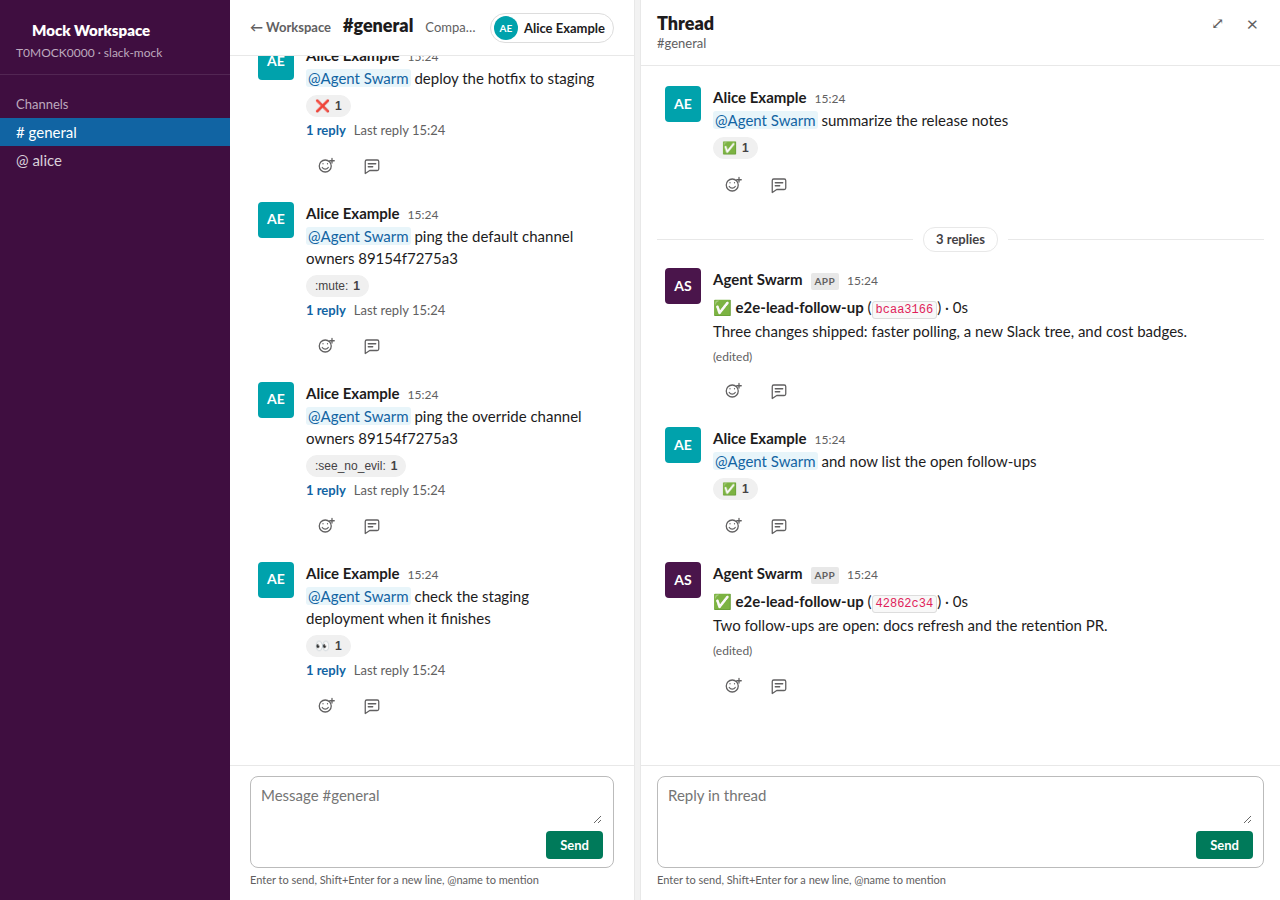 Mock Workspace
T0MOCK0000 · slack-mock
Channels
# general
@ alice
← Workspace #general Compa... AE Alice Example
AE Alice Example 15:24
@Agent Swarm deploy the hotfix to staging
❌ 1
1 reply Last reply 15:24
AE Alice Example 15:24
@Agent Swarm ping the default channel
owners 89154f7275a3
:mute: 1
1 reply Last reply 15:24
AE Alice Example 15:24
@Agent Swarm ping the override channel
owners 89154f7275a3
:see_no_evil: 1
1 reply Last reply 15:24
AE Alice Example 15:24
@Agent Swarm check the staging
deployment when it finishes
👀 1
1 reply Last reply 15:24
Message #general
Send
Enter to send, Shift+Enter for a new line, @name to mention
Thread
#general
AE Alice Example 15:24
@Agent Swarm summarize the release notes
✅ 1
3 replies
AS Agent Swarm APP 15:24
✅ e2e-lead-follow-up (bcaa3166) · 0s
Three changes shipped: faster polling, a new Slack tree, and cost badges.
(edited)
AE Alice Example 15:24
@Agent Swarm and now list the open follow-ups
✅ 1
AS Agent Swarm APP 15:24
✅ e2e-lead-follow-up (42862c34) · 0s
Two follow-ups are open: docs refresh and the retention PR.
(edited)
Reply in thread
Send
Enter to send, Shift+Enter for a new line, @name to mention